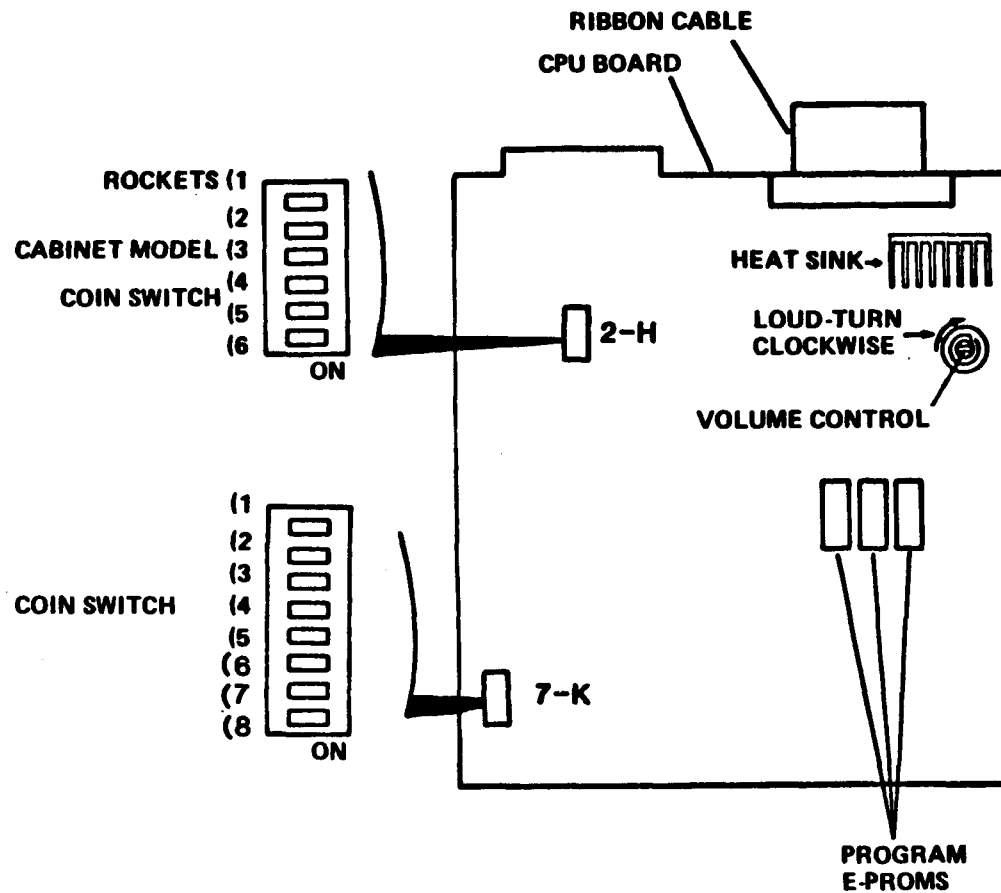 RIBBON CABLE
CPU BOARD
ROCKETS (1
(2
CABINET MODEL (3
(4
COIN SWITCH
(5
(6
ON
2-H
HEAT SINK→
LOUD-TURN
CLOCKWISE
VOLUME CONTROL
(1
(2
(3
COIN SWITCH (4
(5
(6
(7
(8
ON
7-K
PROGRAM
E-PROMS